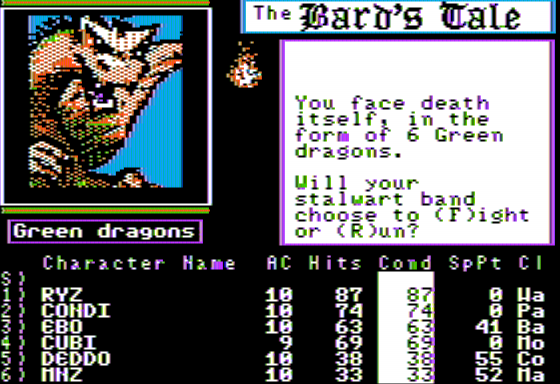 The Bard's Tale
You face death
itself, in the
form of 6 Green
dragons.
Will your
stalwart band
choose to (F)ight
or (R)un?
Green dragons
Character Name AC Hits Cond SpPt Cl
S)
1) RYZ 10 87 87 0 Wa
2) CONDI 10 74 74 0 Pa
3) EBO 10 63 63 41 Ba
4) CUBI 9 69 69 0 Mo
5) DEDDO 10 38 38 55 Co
6) MNZ 10 33 33 52 Ma